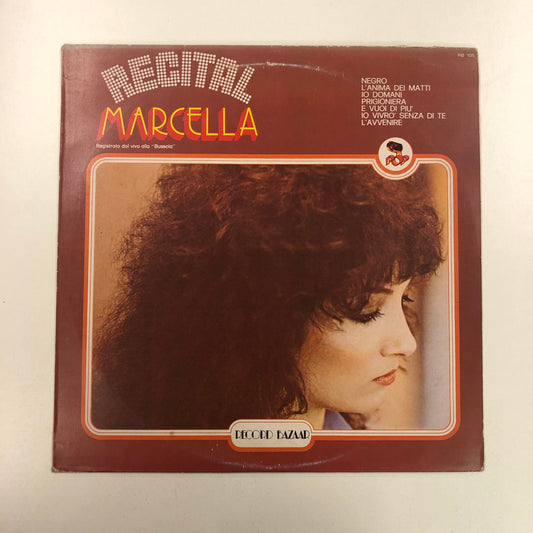 RECITAL
MARCELLA
Registrato dal vivo alla "Bussola"
NEGRO
L'ANIMA DEI MATTI
IO DOMANI
PRIGIONIERA
E VUOI DI PIU'
IO VIVRO' SENZA DI TE
L'AVVENIRE
POP
RECORD BAZAAR